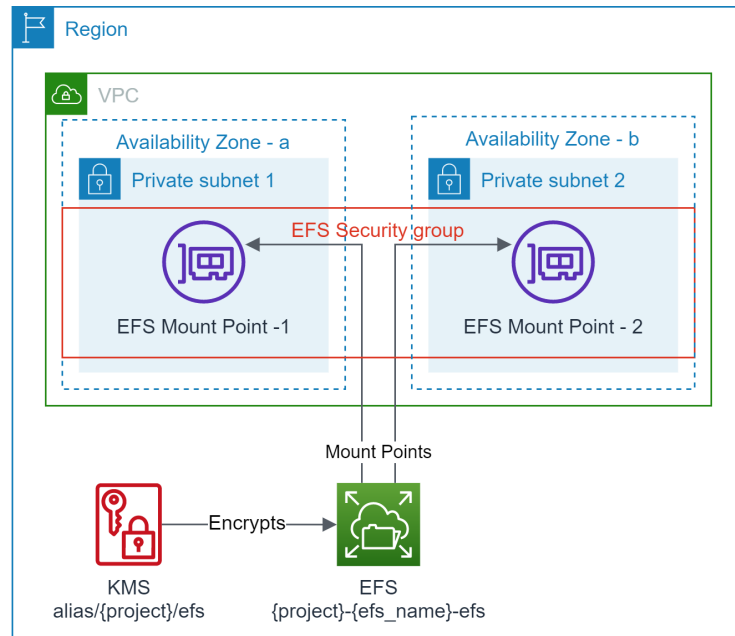 Region
VPC
Availability Zone - a
Availability Zone - b
Private subnet 1
Private subnet 2
EFS Security group
EFS Mount Point -1
EFS Mount Point - 2
Mount Points
Encrypts
KMS
alias/{project}/efs
EFS
{project}-{efs_name}-efs